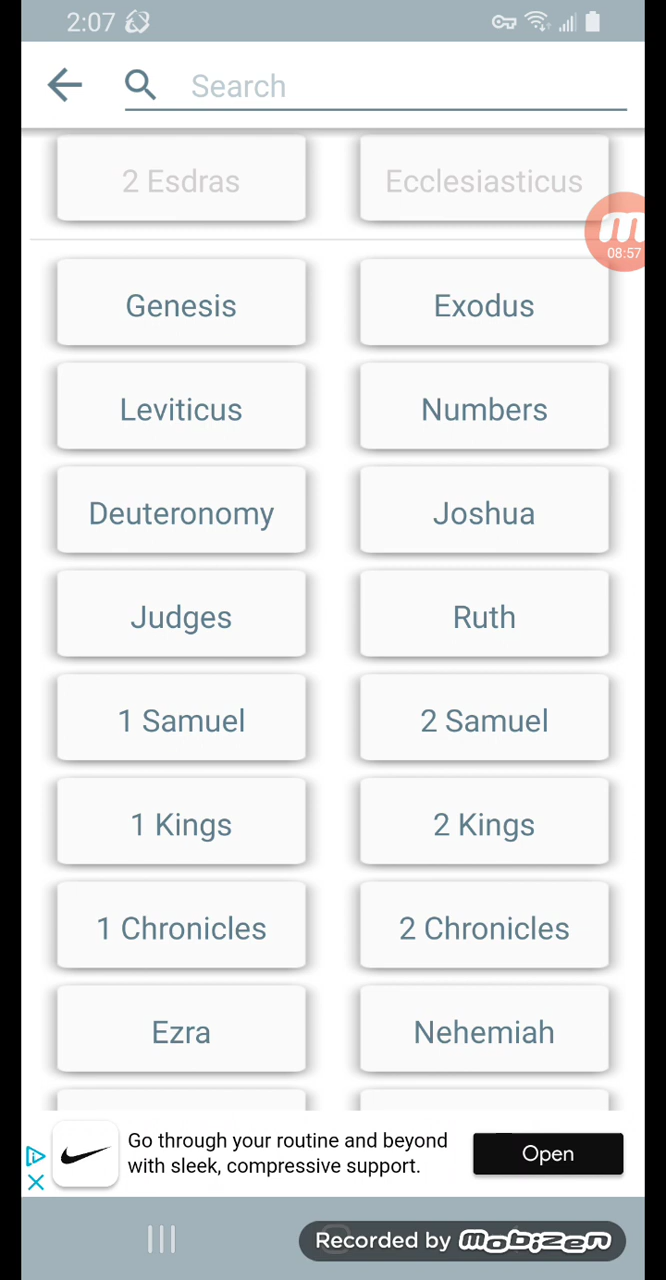 2:07
Search
2 Esdras Ecclesiasticus
08:57
Genesis Exodus
Leviticus Numbers
Deuteronomy Joshua
Judges Ruth
1 Samuel 2 Samuel
1 Kings 2 Kings
1 Chronicles 2 Chronicles
Ezra Nehemiah
Go through your routine and beyond
with sleek, compressive support.
Open
Recorded by mobizen